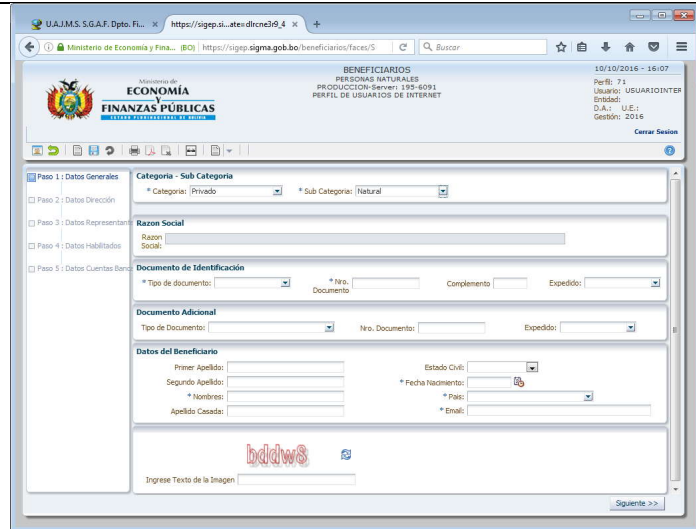 U.A.J.M.S. S.G.A.F. Dpto. Fi...
https://sigep.si...ate=dlrcne3r9_4
Ministerio de Economía y Fina... (BO) https://sigep.sigma.gob.bo/beneficiarios/faces/S
Buscar
Ministerio de
ECONOMÍA
Y
FINANZAS PÚBLICAS
ESTADO PLURINACIONAL DE BOLIVIA
BENEFICIARIOS
PERSONAS NATURALES
PRODUCCION-Server: 195-6091
PERFIL DE USUARIOS DE INTERNET
10/10/2016 - 16:07
Perfil: 71
Usuario: USUARIOINTER
Entidad:
D.A.: U.E.:
Gestión: 2016
Cerrar Sesion
Paso 1 : Datos Generales
Paso 2 : Datos Dirección
Paso 3 : Datos Representant
Paso 4 : Datos Habilitados
Paso 5 : Datos Cuentas Banc
Categoria - Sub Categoria
* Categoria: Privado
* Sub Categoria: Natural
Razon Social
Razon Social:
Documento de Identificación
* Tipo de documento:
* Nro. Documento
Complemento
Expedido:
Documento Adicional
Tipo de Documento:
Nro. Documento:
Expedido:
Datos del Beneficiario
Primer Apellido:
Estado Civil:
Segundo Apellido:
* Fecha Nacimiento:
* Nombres:
* Pais:
Apellido Casada:
* Email:
bddw8
Ingrese Texto de la Imagen
Siguiente >>